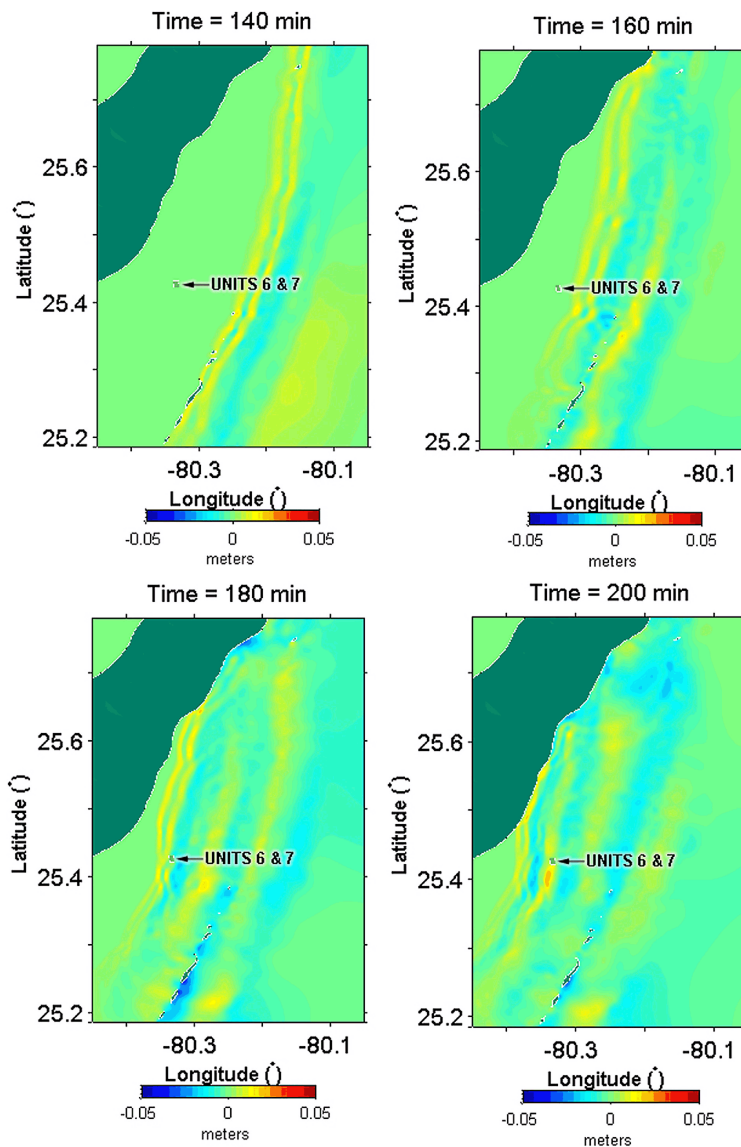 Time = 140 min
Latitude (°)
25.6
25.4
25.2
UNITS 6 & 7
-80.3
-80.1
Longitude (°)
-0.05
0
0.05
meters
Time = 160 min
Latitude (°)
25.6
25.4
25.2
UNITS 6 & 7
-80.3
-80.1
Longitude (°)
-0.05
0
0.05
meters
Time = 180 min
Latitude (°)
25.6
25.4
25.2
UNITS 6 & 7
-80.3
-80.1
Longitude (°)
-0.05
0
0.05
meters
Time = 200 min
Latitude (°)
25.6
25.4
25.2
UNITS 6 & 7
-80.3
-80.1
Longitude (°)
-0.05
0
0.05
meters